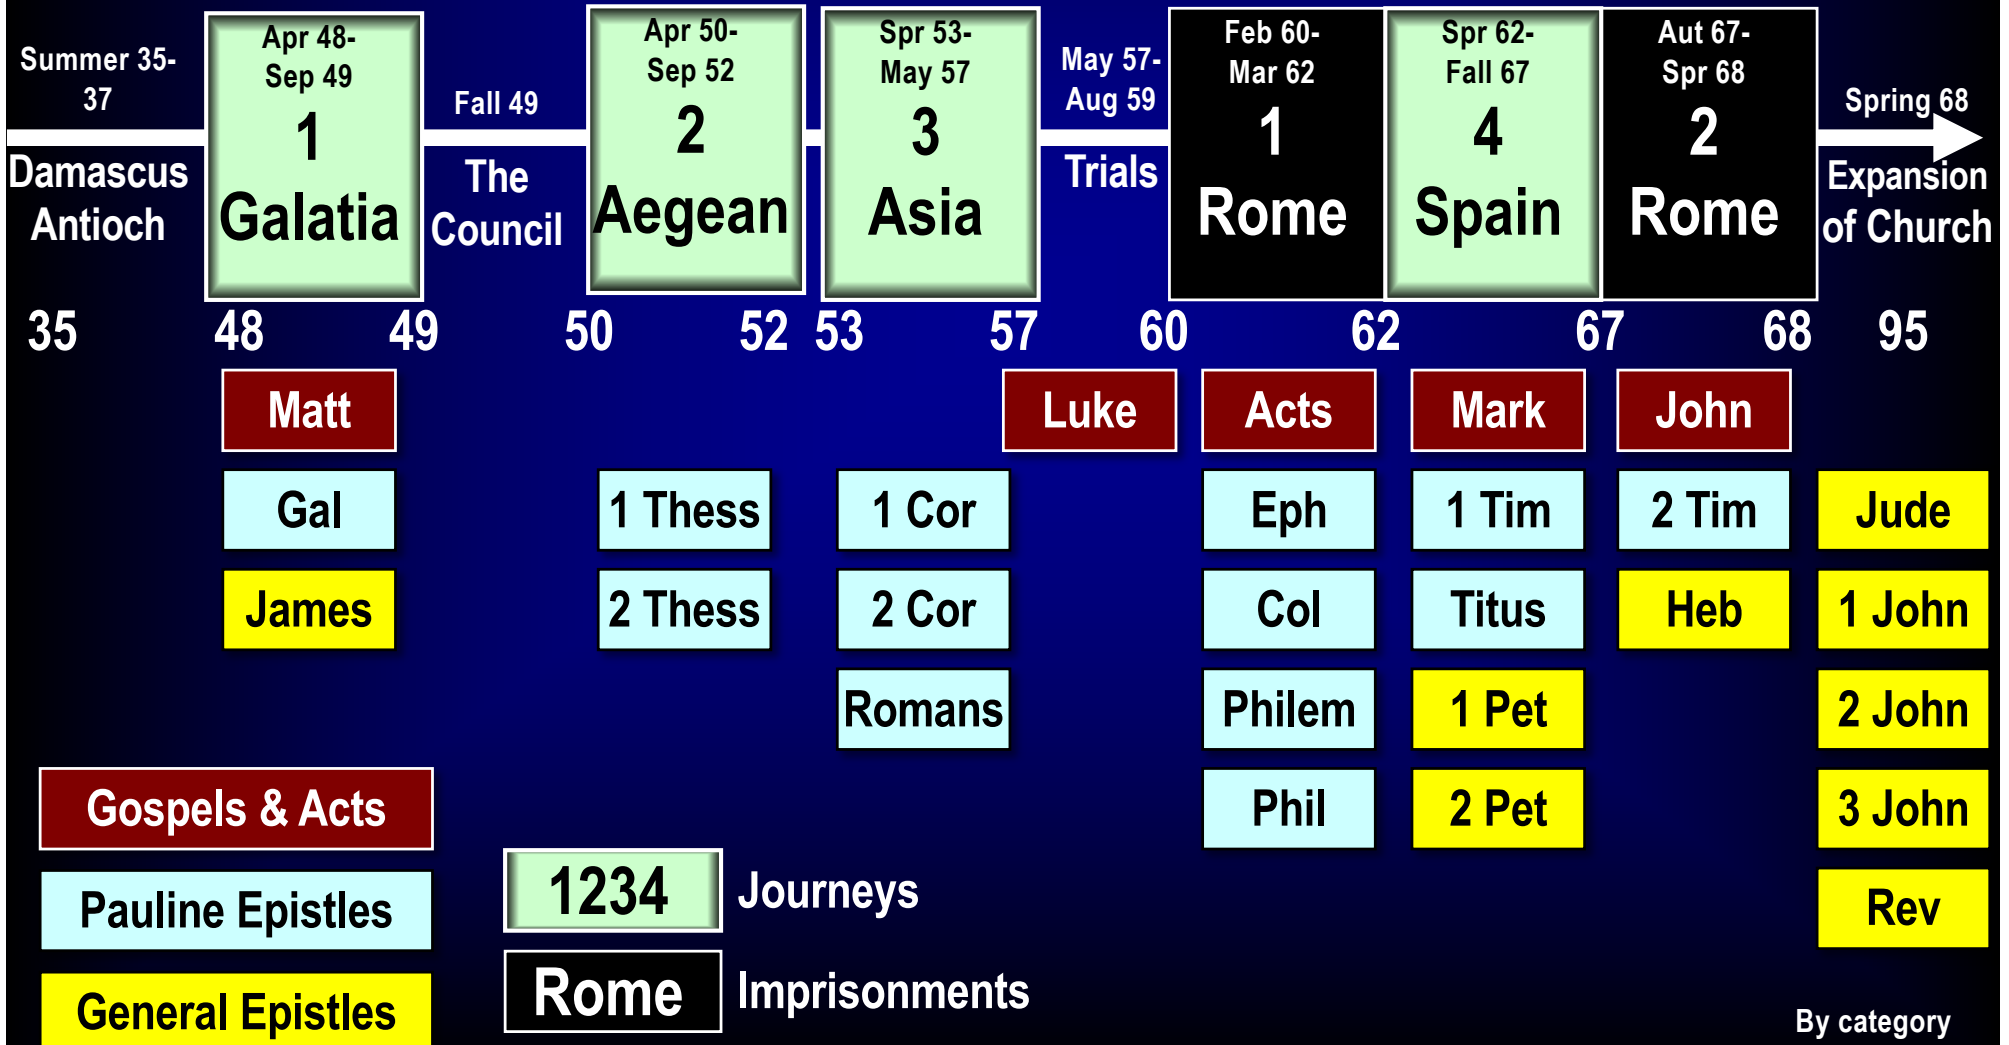 Summer 35-
37
Damascus
Antioch
Apr 48-
Sep 49
1
Galatia
Fall 49
The
Council
Apr 50-
Sep 52
2
Aegean
Spr 53-
May 57
3
Asia
May 57-
Aug 59
Trials
Feb 60-
Mar 62
1
Rome
Spr 62-
Fall 67
4
Spain
Aut 67-
Spr 68
2
Rome
Spring 68
Expansion
of Church
35 48 49 50 52 53 57 60 62 67 68 95
Matt Luke Acts Mark John
Gal 1 Thess 1 Cor Eph 1 Tim 2 Tim Jude
James 2 Thess 2 Cor Col Titus Heb 1 John
Romans Philem 1 Pet 2 John
Phil 2 Pet 3 John
Rev
Gospels & Acts
Pauline Epistles
General Epistles
1234 Journeys
Rome Imprisonments
By category